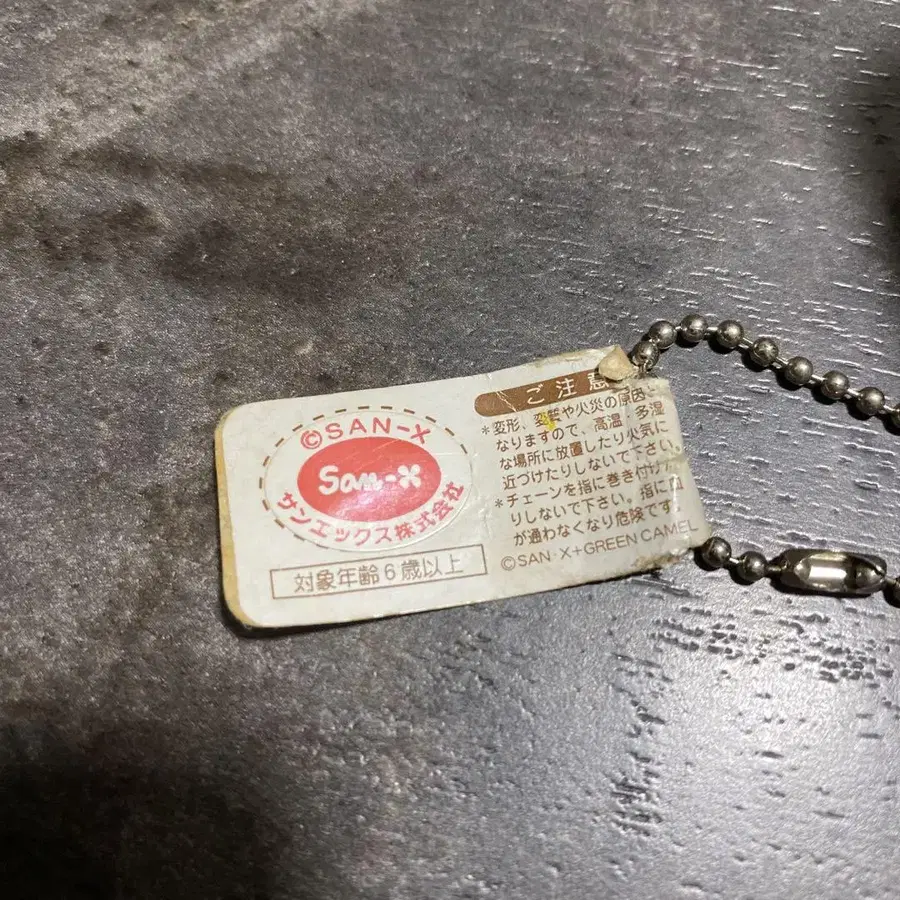 ©SAN-X
San-X
サンエックス株式会社
対象年齢6歳以上
ご注意
*変形、変質や火災の原因と
なりますので、高温・多湿
な場所に放置したり火気に
近づけたりしないで下さい。
*チェーンを指に巻き付けた
りしないで下さい。指に血
が通わなくなり危険です
©SAN-X+GREEN CAMEL